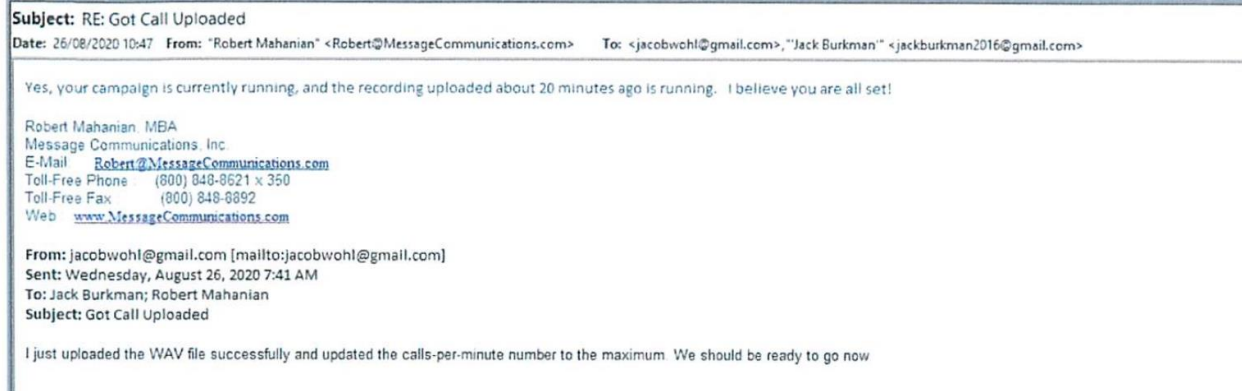 Subject: RE: Got Call Uploaded
Date: 26/08/2020 10:47 From: "Robert Mahanian" <Robert@MessageCommunications.com> To: <jacobwohl@gmail.com>,"'Jack Burkman'" <jackburkman2016@gmail.com>
Yes, your campaign is currently running, and the recording uploaded about 20 minutes ago is running. I believe you are all set!
Robert Mahanian, MBA
Message Communications, Inc.
E-Mail Robert@MessageCommunications.com
Toll-Free Phone : (800) 848-8621 x 350
Toll-Free Fax : (800) 848-8892
Web www.MessageCommunications.com
From: jacobwohl@gmail.com [mailto:jacobwohl@gmail.com]
Sent: Wednesday, August 26, 2020 7:41 AM
To: Jack Burkman; Robert Mahanian
Subject: Got Call Uploaded
I just uploaded the WAV file successfully and updated the calls-per-minute number to the maximum. We should be ready to go now